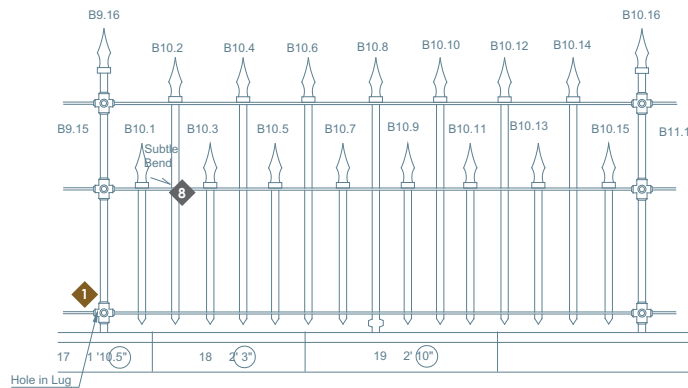 B9.16
B10.16
B10.2
B10.4
B10.6
B10.8
B10.10
B10.12
B10.14
B9.15
B10.1
B10.3
B10.5
B10.7
B10.9
B10.11
B10.13
B10.15
B11.1
Subtle
Bend
8
1
17 1'10.5" 18 2' 3" 19 2' 10"
Hole in Lug